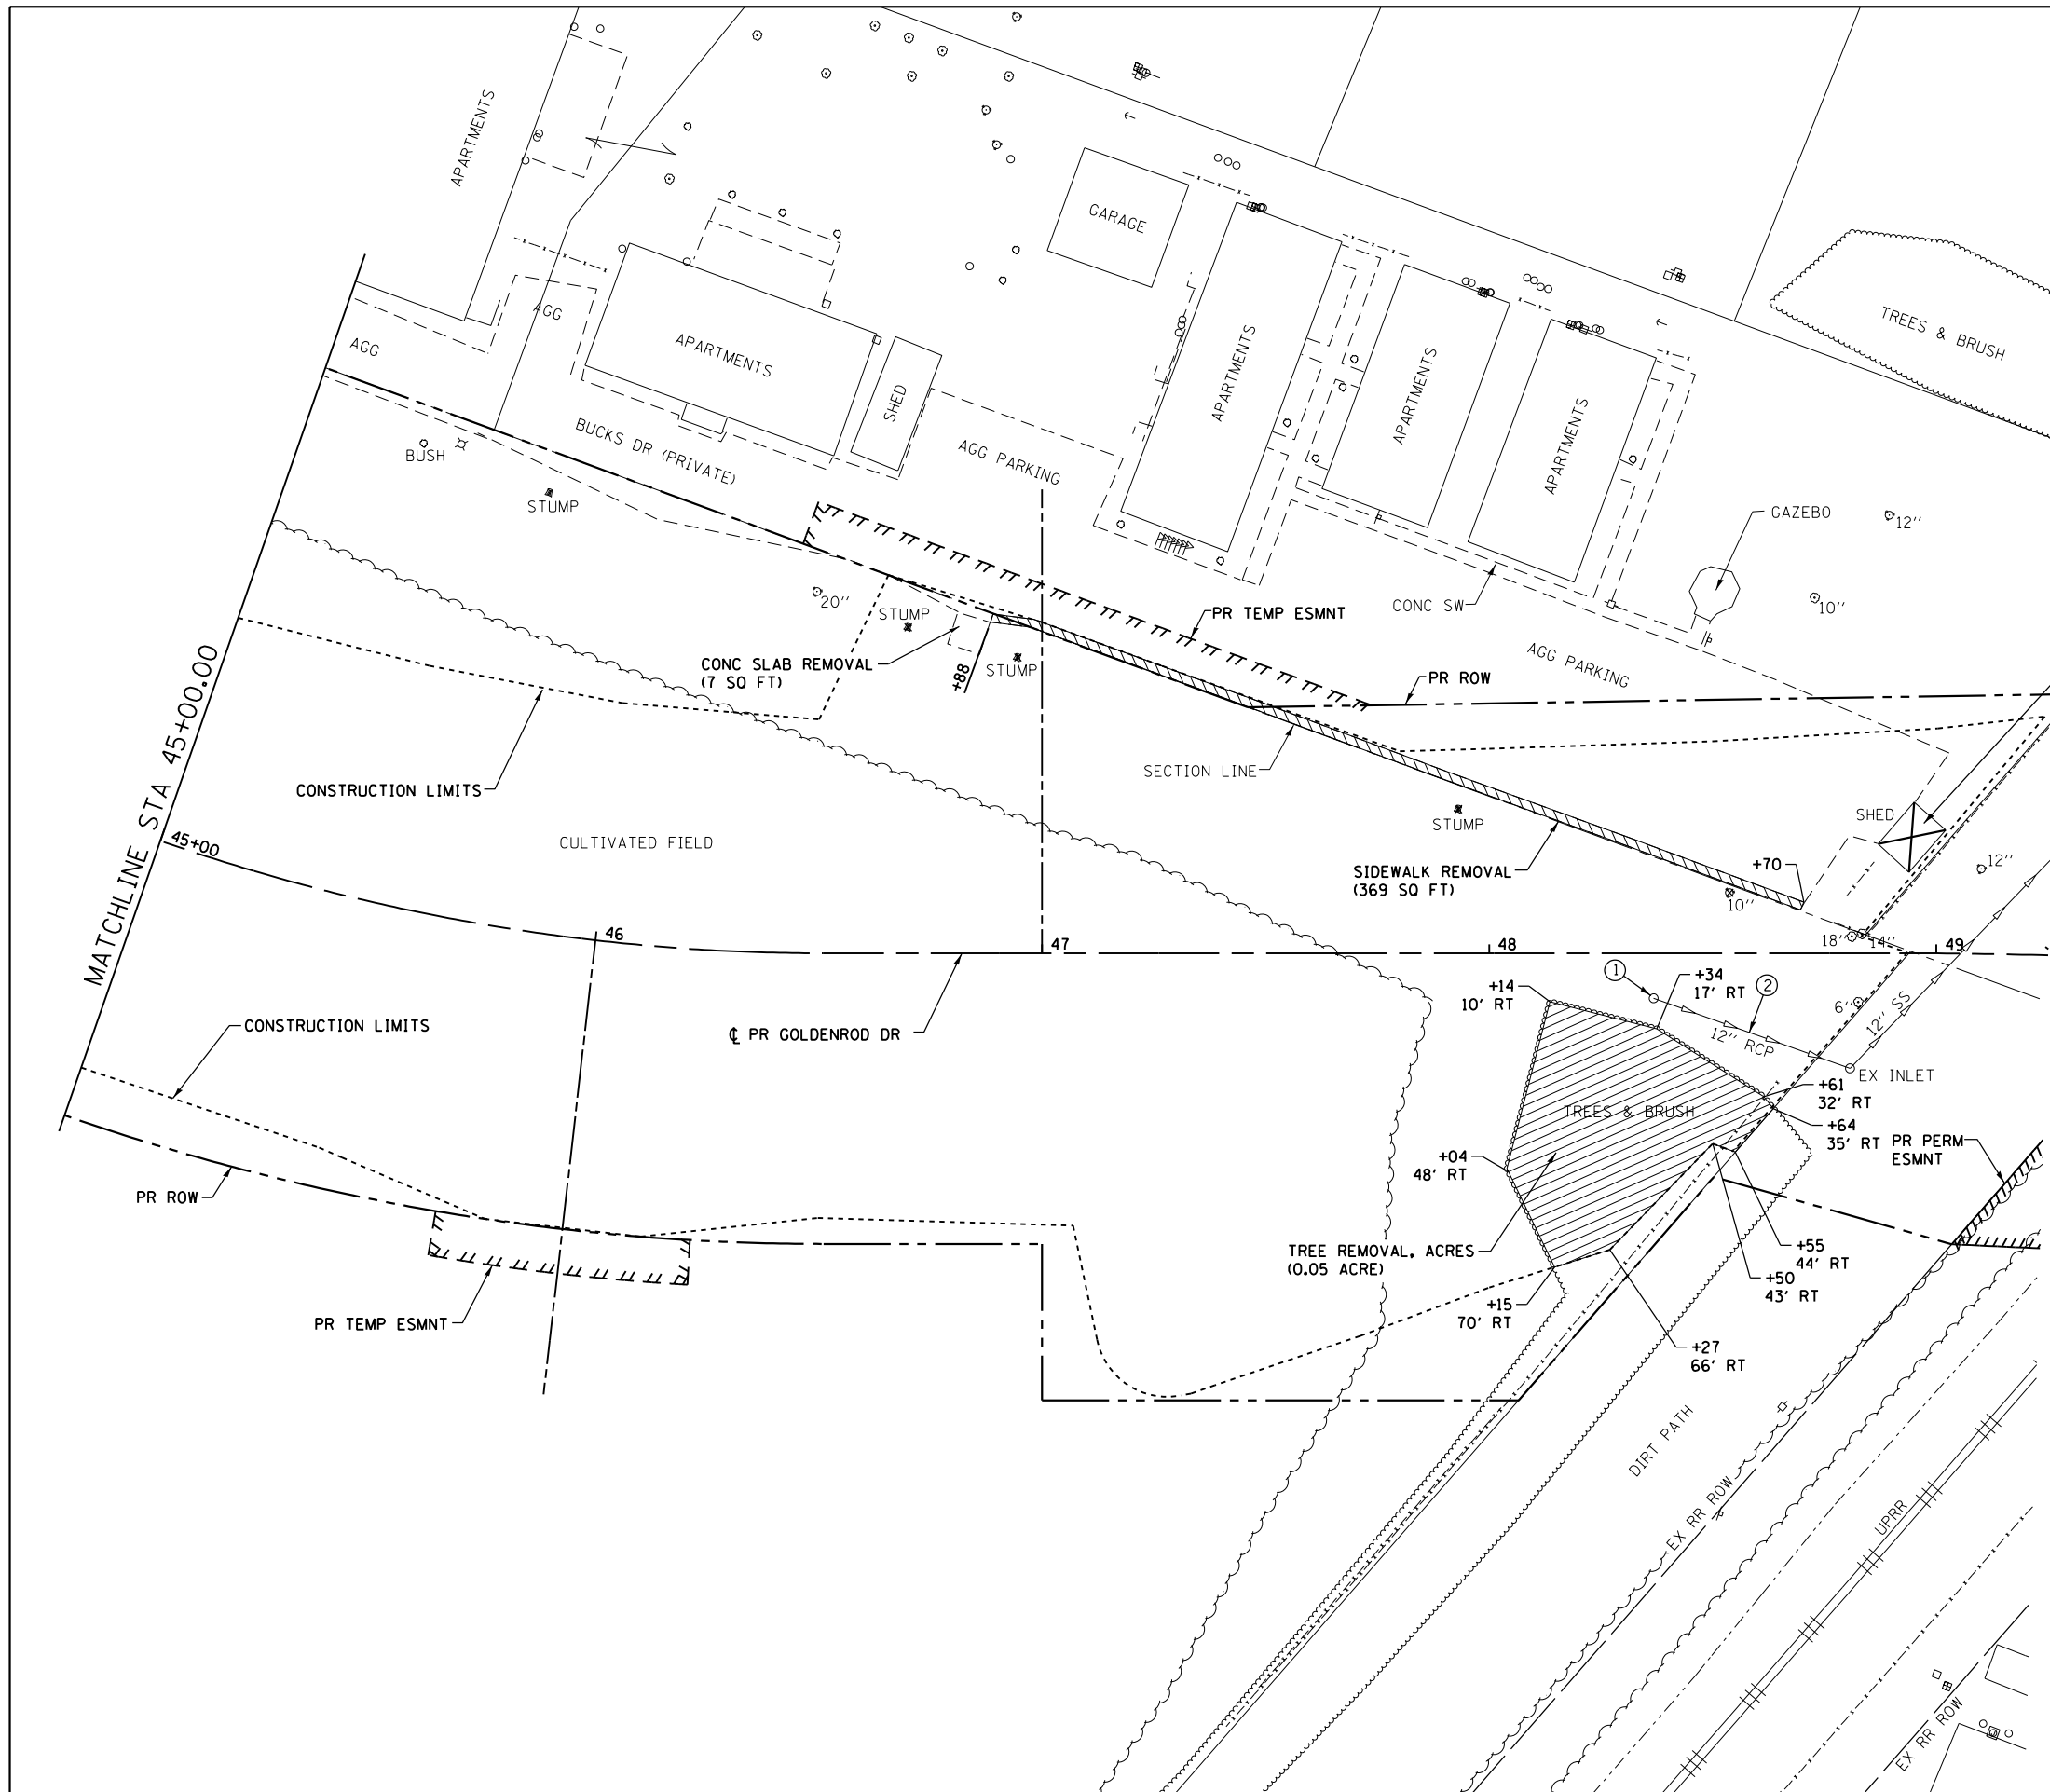 APARTMENTS
GARAGE
TREES & BRUSH
AGG
AGG
APARTMENTS
SHED
APARTMENTS
APARTMENTS
APARTMENTS
BUSH
BUCKS DR (PRIVATE)
AGG PARKING
STUMP
GAZEBO
12"
20"
STUMP
PR TEMP ESMNT
CONC SW
10"
CONC SLAB REMOVAL
(7 SQ FT)
+88
STUMP
PR ROW
AGG PARKING
MATCHLINE STA 45+00.00
CONSTRUCTION LIMITS
SECTION LINE
STUMP
SHED
45+00
CULTIVATED FIELD
SIDEWALK REMOVAL
(369 SQ FT)
+70
12"
10"
46
47
48
18"
14"
49
1
+34
17' RT
2
+14
10' RT
6"
12" SS
12" RCP
CONSTRUCTION LIMITS
℄ PR GOLDENROD DR
EX INLET
+61
32' RT
TREES & BRUSH
+64
35' RT
PR PERM
ESMNT
+04
48' RT
PR ROW
TREE REMOVAL, ACRES
(0.05 ACRE)
+55
44' RT
+50
43' RT
+15
70' RT
PR TEMP ESMNT
+27
66' RT
DIRT PATH
EX RR ROW
UPRR
EX RR ROW